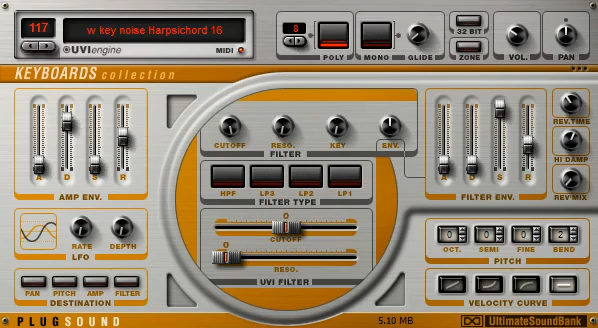 117
w key noise Harpsichord 16
UVI engine
MIDI
8
POLY
MONO
GLIDE
32 BIT
ZONE
VOL.
PAN
KEYBOARDS collection
A D S R
AMP ENV.
CUTOFF RESO. KEY ENV.
FILTER
HPF LP3 LP2 LP1
FILTER TYPE
0
CUTOFF
0
RESO.
UVI FILTER
A D S R
FILTER ENV.
REV.TIME
HI DAMP
REV'MIX
RATE DEPTH
LFO
PAN PITCH AMP FILTER
DESTINATION
0 0 0 2
OCT. SEMI FINE BEND
PITCH
VELOCITY CURVE
PLUGSOUND
5.10 MB
UltimateSoundBank